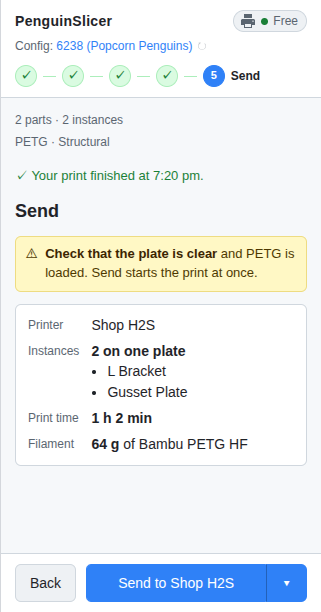 PenguinSlicer
Free
Config: 6238 (Popcorn Penguins)
5 Send
2 parts · 2 instances
PETG · Structural
✓ Your print finished at 7:20 pm.
Send
⚠ Check that the plate is clear and PETG is
loaded. Send starts the print at once.
Printer Shop H2S
Instances 2 on one plate
• L Bracket
• Gusset Plate
Print time 1 h 2 min
Filament 64 g of Bambu PETG HF
Back
Send to Shop H2S